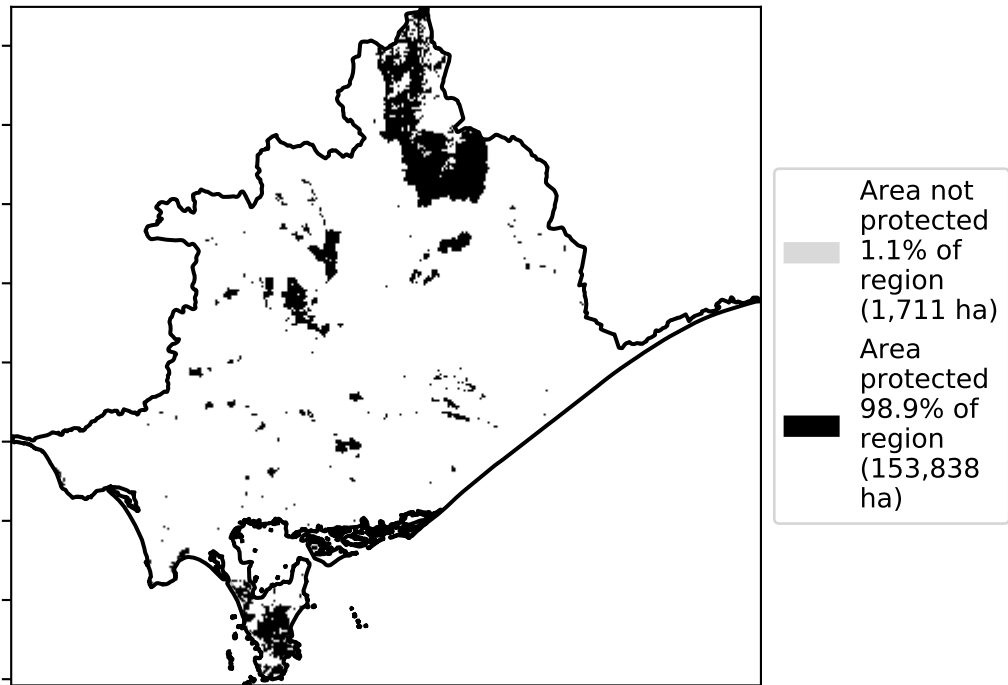 Area not
protected
1.1% of
region
(1,711 ha)
Area
protected
98.9% of
region
(153,838
ha)